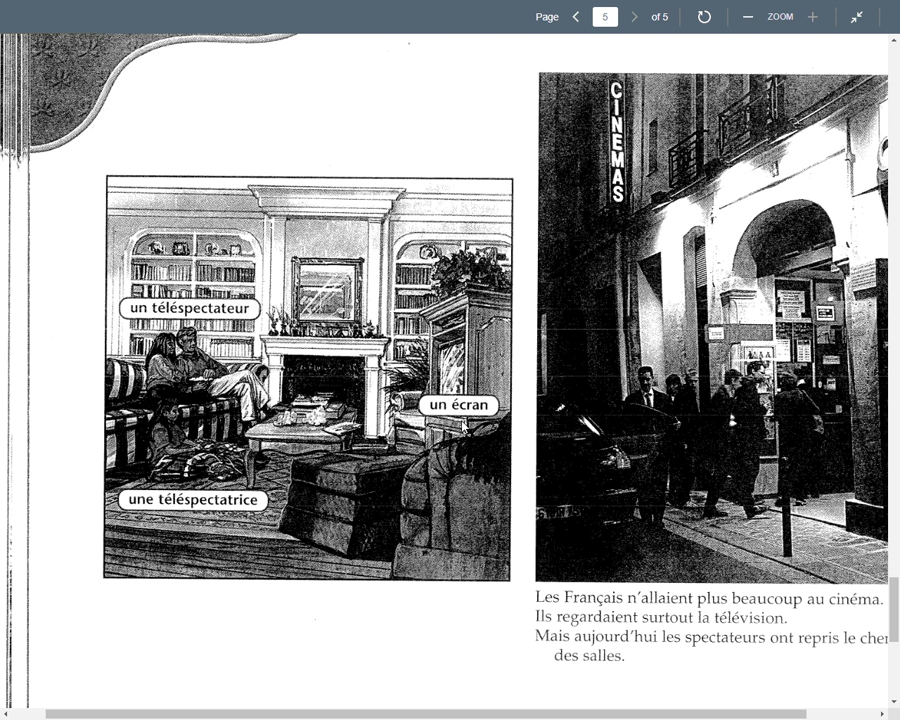 Page 5 of 5 ZOOM
CINEMAS
un téléspectateur
un écran
une téléspectatrice
Les Français n'allaient plus beaucoup au cinéma.
Ils regardaient surtout la télévision.
Mais aujourd'hui les spectateurs ont repris le
des salles.